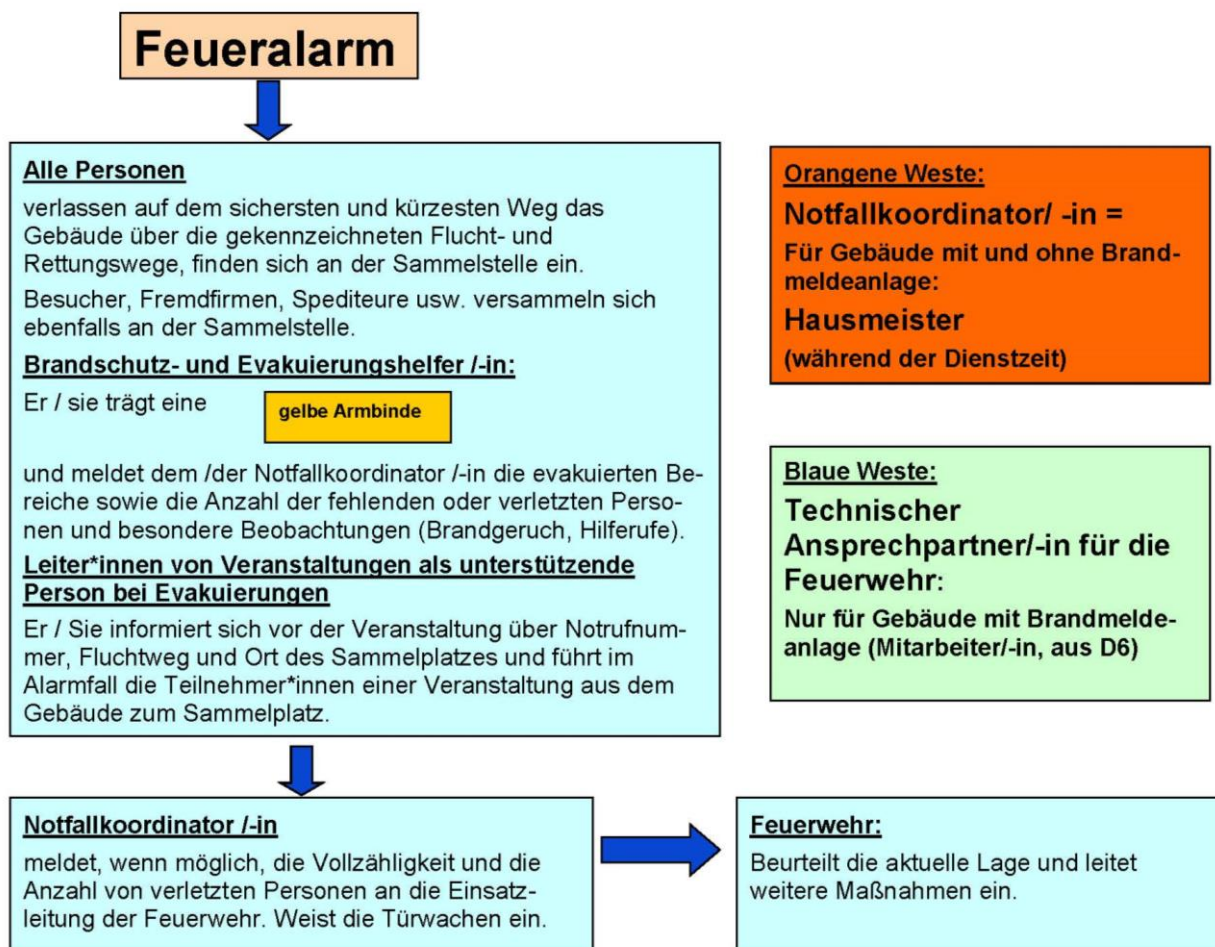 Feueralarm
Alle Personen
verlassen auf dem sichersten und kürzesten Weg das
Gebäude über die gekennzeichneten Flucht- und
Rettungswege, finden sich an der Sammelstelle ein.
Besucher, Fremdfirmen, Spediteure usw. versammeln sich
ebenfalls an der Sammelstelle.
Brandschutz- und Evakuierungshelfer /-in:
Er / sie trägt eine
gelbe Armbinde
und meldet dem /der Notfallkoordinator /-in die evakuierten Be-
reiche sowie die Anzahl der fehlenden oder verletzten Perso-
nen und besondere Beobachtungen (Brandgeruch, Hilferufe).
Leiter*innen von Veranstaltungen als unterstützende
Person bei Evakuierungen
Er / Sie informiert sich vor der Veranstaltung über Notrufnum-
mer, Fluchtweg und Ort des Sammelplatzes und führt im
Alarmfall die Teilnehmer*innen einer Veranstaltung aus dem
Gebäude zum Sammelplatz.
Orangene Weste:
Notfallkoordinator/ -in =
Für Gebäude mit und ohne Brand-
meldeanlage:
Hausmeister
(während der Dienstzeit)
Blaue Weste:
Technischer
Ansprechpartner/-in für die
Feuerwehr:
Nur für Gebäude mit Brandmelde-
anlage (Mitarbeiter/-in, aus D6)
Notfallkoordinator /-in
meldet, wenn möglich, die Vollzähligkeit und die
Anzahl von verletzten Personen an die Einsatz-
leitung der Feuerwehr. Weist die Türwachen ein.
Feuerwehr:
Beurteilt die aktuelle Lage und leitet
weitere Maßnahmen ein.